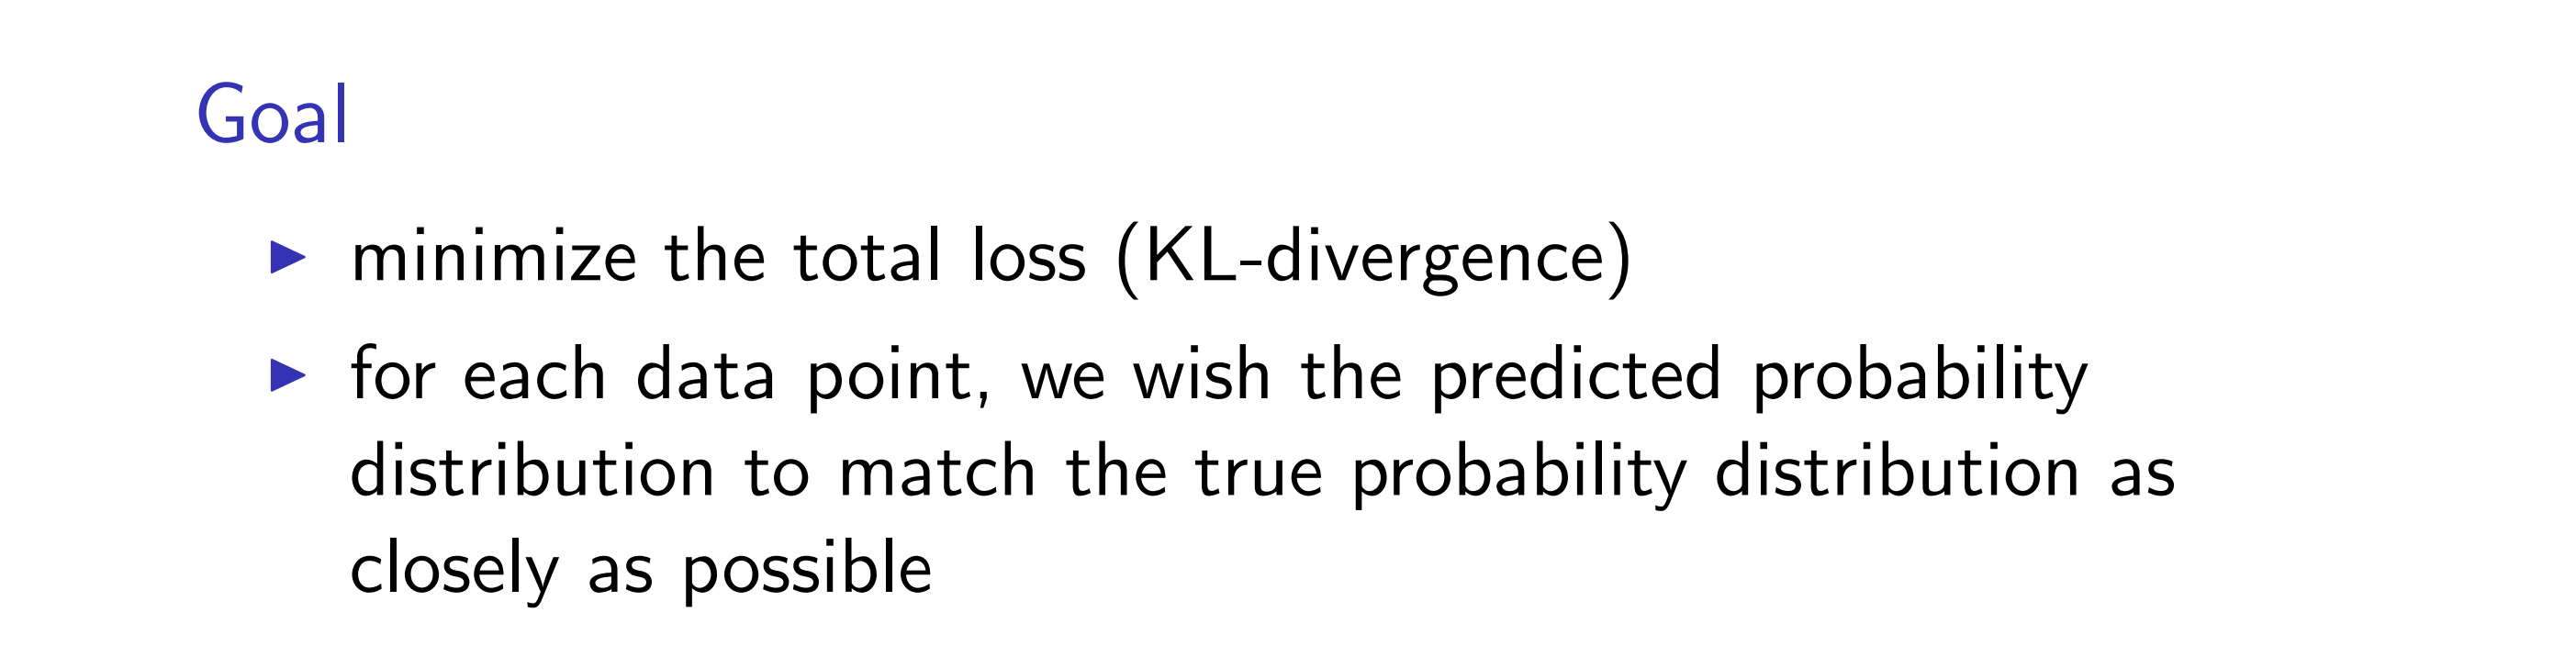 Goal
▶ minimize the total loss (KL-divergence)
▶ for each data point, we wish the predicted probability
distribution to match the true probability distribution as
closely as possible